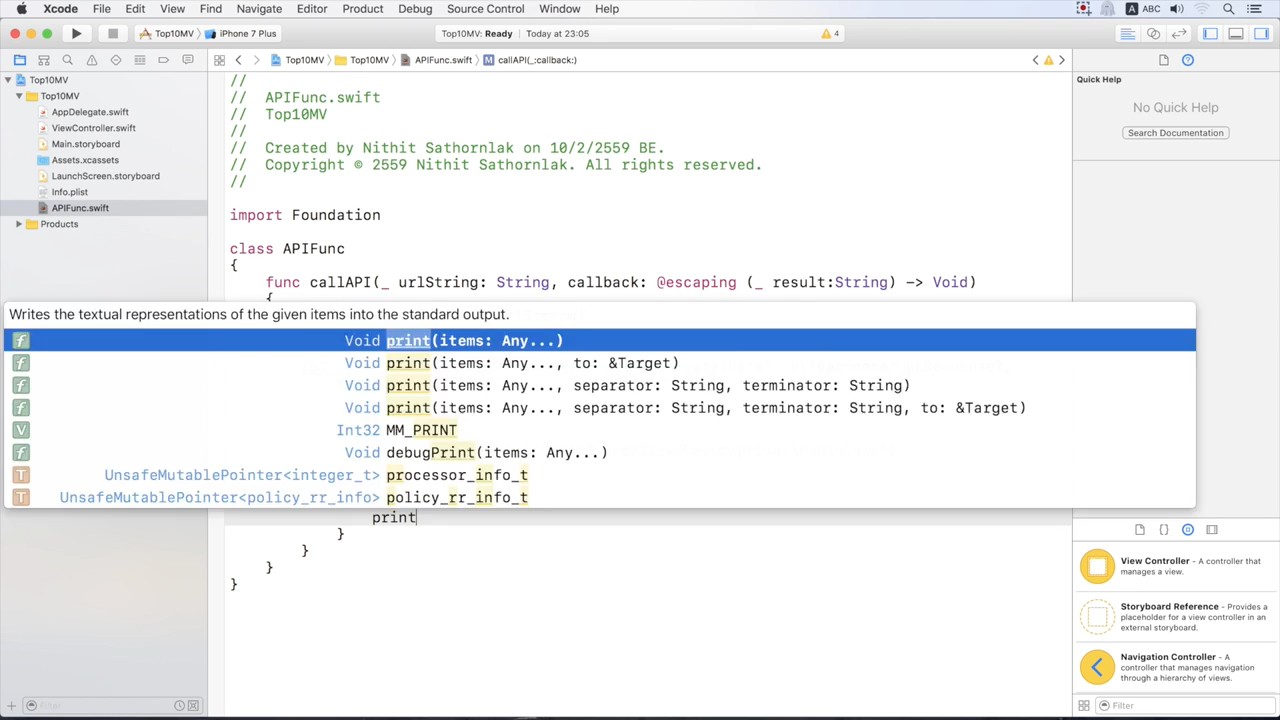 Xcode File Edit View Find Navigate Editor Product Debug Source Control Window Help A ABC
Top10MV iPhone 7 Plus Top10MV: Ready Today at 23:05 4
Top10MV Top10MV APIFunc.swift M callAPI(_:callback:)
Top10MV
Top10MV
AppDelegate.swift
ViewController.swift
Main.storyboard
Assets.xcassets
LaunchScreen.storyboard
Info.plist
APIFunc.swift
Products
//
// APIFunc.swift
// Top10MV
//
// Created by Nithit Sathornlak on 10/2/2559 BE.
// Copyright © 2559 Nithit Sathornlak. All rights reserved.
//
import Foundation
class APIFunc
{
func callAPI(_ urlString: String, callback: @escaping (_ result:String) -> Void)
{
Writes the textual representations of the given items into the standard output.
f Void print(items: Any...)
f Void print(items: Any..., to: &Target)
f Void print(items: Any..., separator: String, terminator: String)
f Void print(items: Any..., separator: String, terminator: String, to: &Target)
V Int32 MM_PRINT
f Void debugPrint(items: Any...)
T UnsafeMutablePointer<integer_t> processor_info_t
T UnsafeMutablePointer<policy_rr_info> policy_rr_info_t
print
}
}
}
}
Quick Help
No Quick Help
Search Documentation
View Controller - A controller that
manages a view.
Storyboard Reference - Provides a
placeholder for a view controller in an
external storyboard.
Navigation Controller - A
controller that manages navigation
through a hierarchy of views.
Filter
Filter